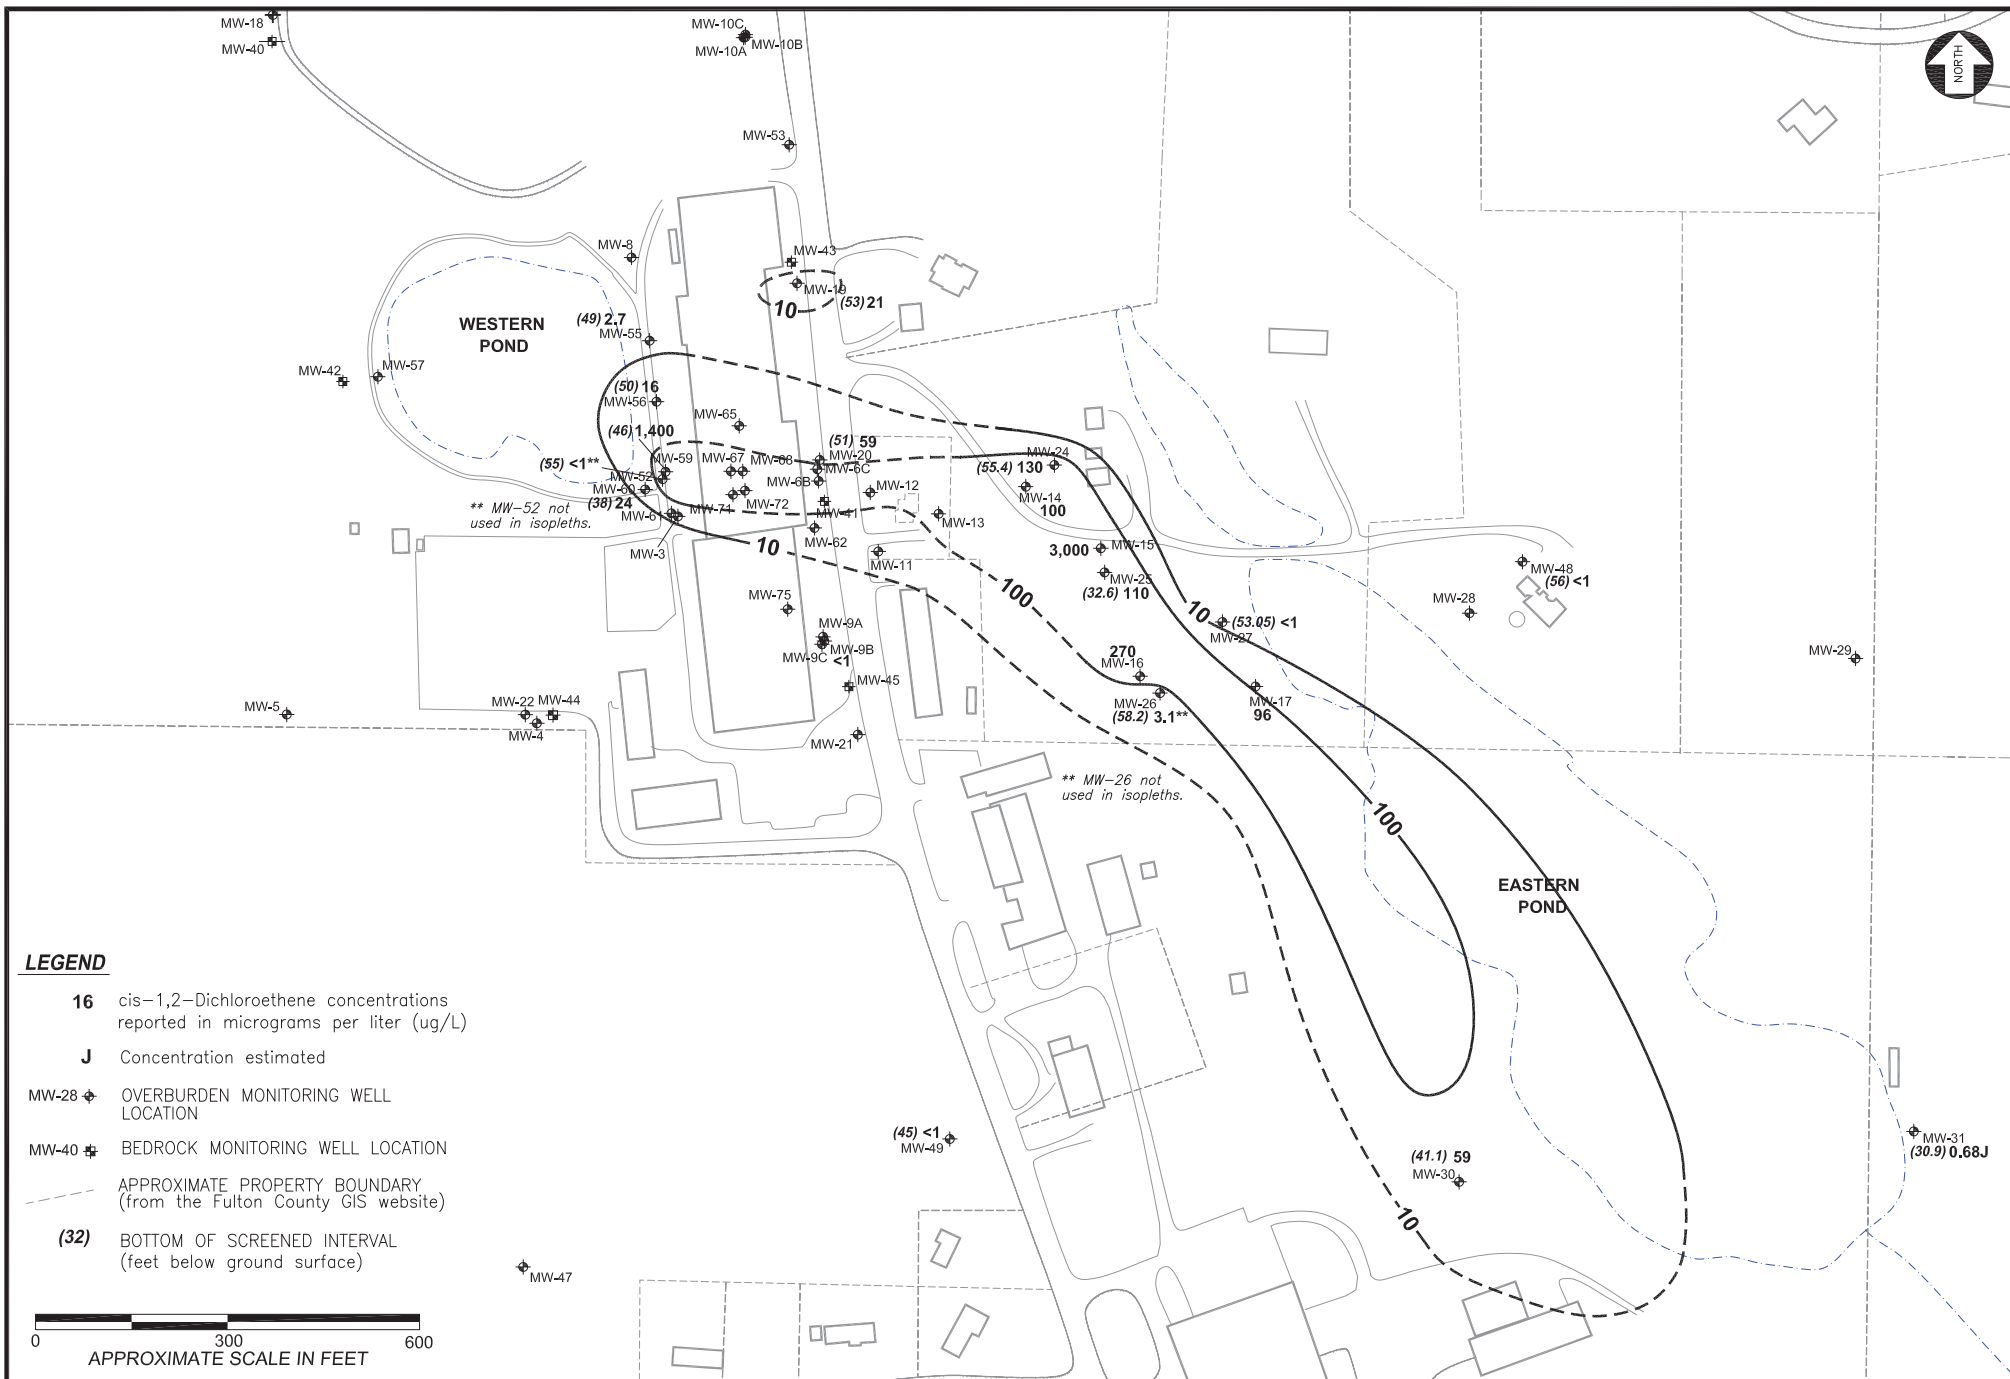 MW-18
MW-40
MW-10C
MW-10B
MW-10A
NORTH
MW-53
MW-8
MW-43
MW-19
(53) 21
10
WESTERN
POND
(49) 2.7
MW-55
MW-42
MW-57
(50) 16
MW-56
MW-65
(46) 1,400
MW-59
(55) <1**
MW-52
MW-60
(38) 24
MW-61
MW-3
MW-67
MW-68
MW-71
MW-72
** MW-52 not
used in isopleths.
(51) 59
MW-20
MW-6C
MW-6B
MW-12
MW-41
MW-62
MW-13
MW-11
10
MW-24
(55.4) 130
MW-14
100
3,000
MW-15
MW-25
(32.6) 110
100
10
(53.05) <1
MW-27
MW-48
(56) <1
MW-28
MW-29
MW-75
MW-9A
MW-9B
MW-9C
<1
MW-45
MW-21
270
MW-16
MW-26
(58.2) 3.1**
MW-17
96
MW-5
MW-22
MW-44
MW-4
** MW-26 not
used in isopleths.
100
EASTERN
POND
(45) <1
MW-49
(41.1) 59
MW-30
10
MW-31
(30.9) 0.68J
MW-47
LEGEND
16 cis-1,2-Dichloroethene concentrations
reported in micrograms per liter (ug/L)
J Concentration estimated
MW-28 OVERBURDEN MONITORING WELL
LOCATION
MW-40 BEDROCK MONITORING WELL LOCATION
APPROXIMATE PROPERTY BOUNDARY
(from the Fulton County GIS website)
(32) BOTTOM OF SCREENED INTERVAL
(feet below ground surface)
0 300 600
APPROXIMATE SCALE IN FEET